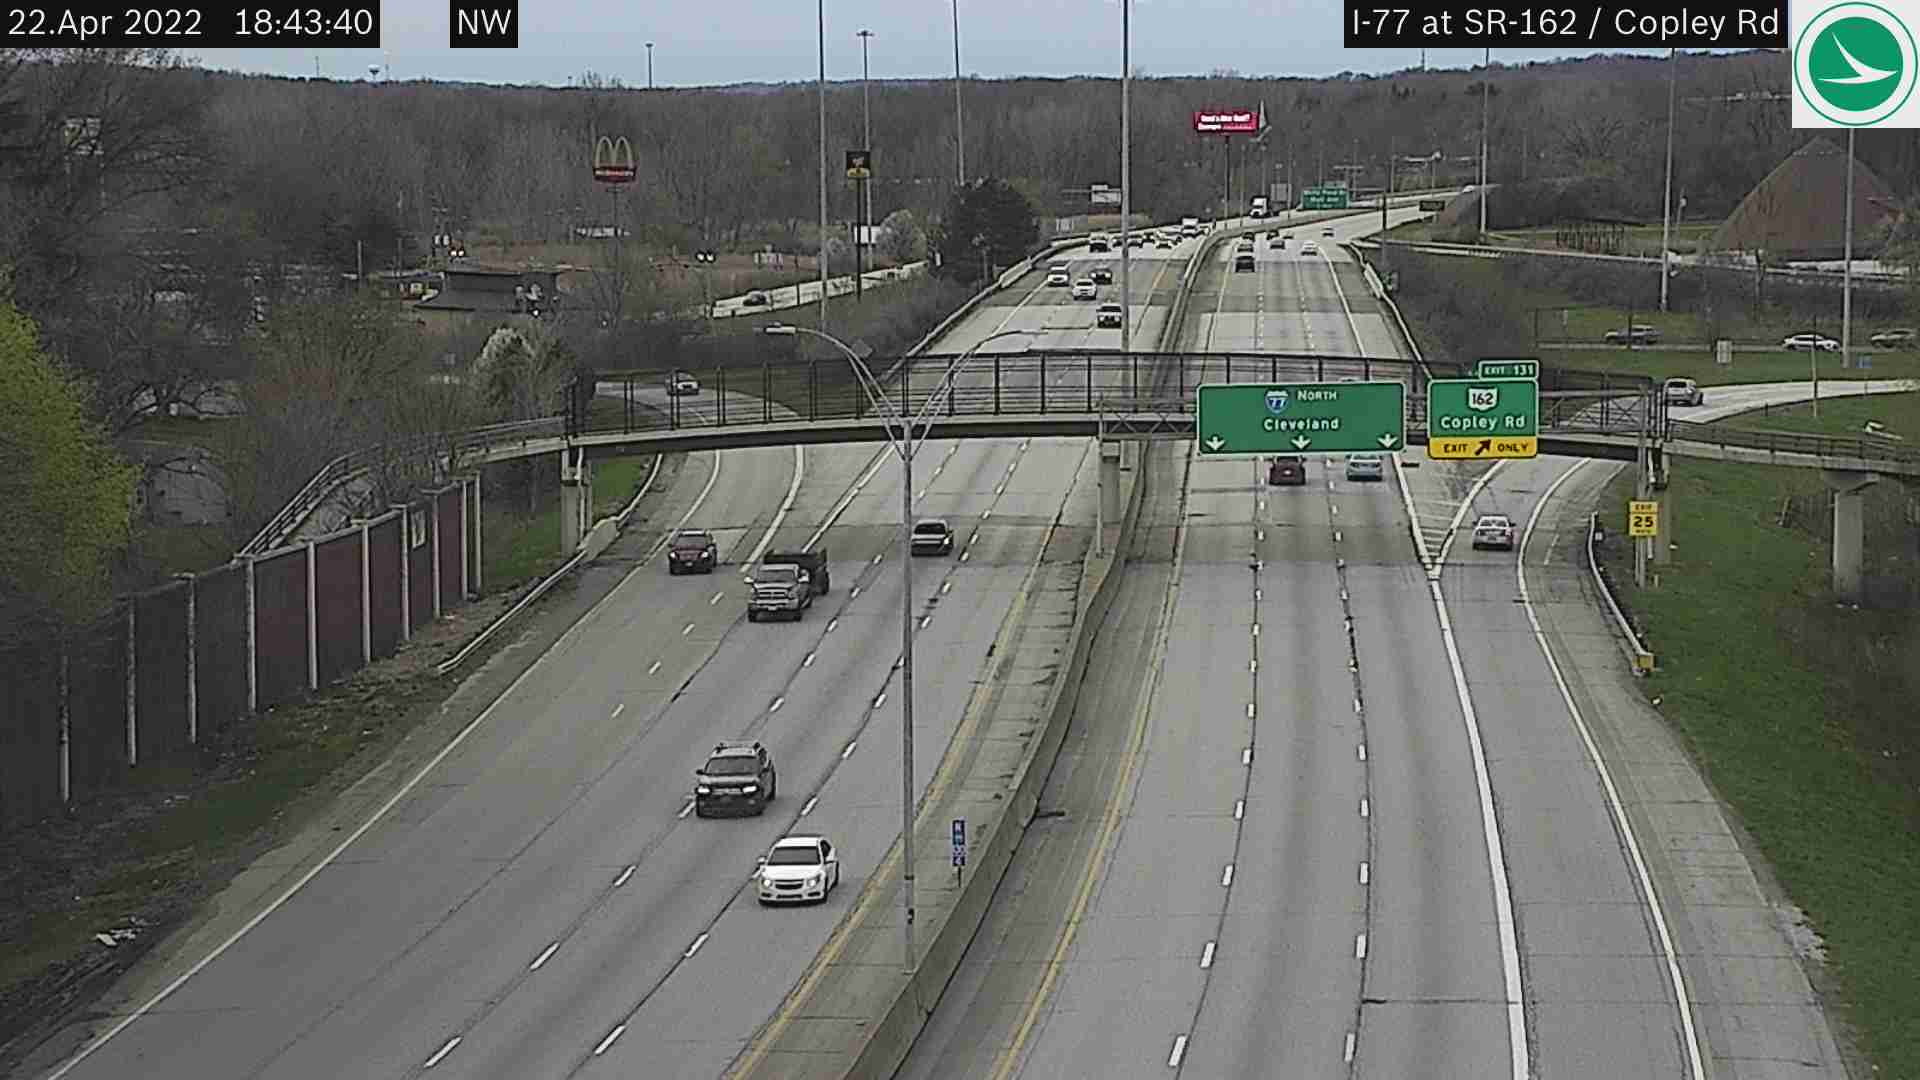 22.Apr 2022 18:43:40
NW
I-77 at SR-162 / Copley Rd
McDonald's
EXIT 131
77 NORTH
Cleveland
162
Copley Rd
EXIT ONLY
EXIT
25